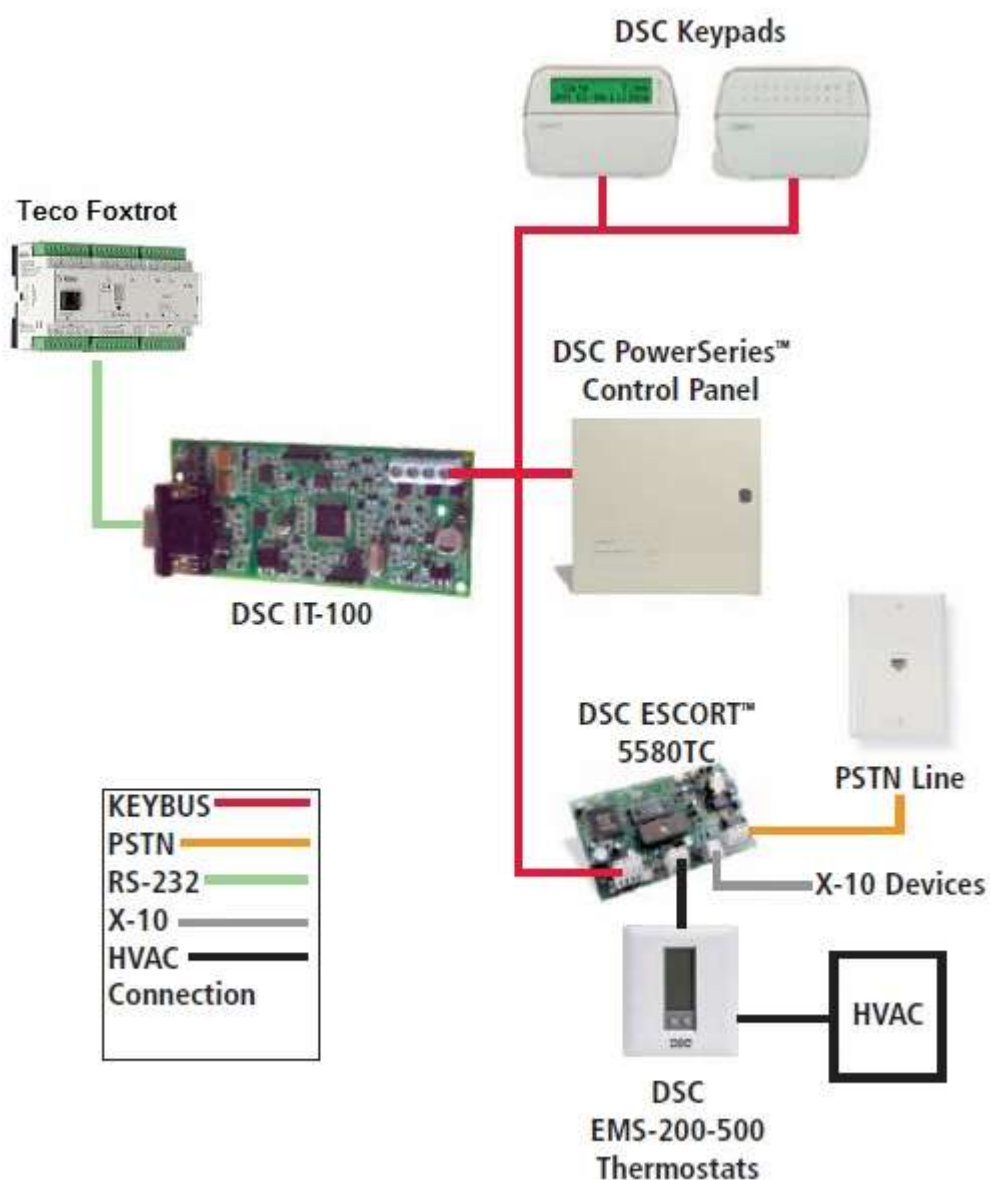 DSC Keypads
Teco Foxtrot
DSC PowerSeries™
Control Panel
DSC IT-100
DSC ESCORT™
5580TC
PSTN Line
KEYBUS
PSTN
RS-232
X-10
HVAC
Connection
X-10 Devices
HVAC
DSC
DSC
EMS-200-500
Thermostats